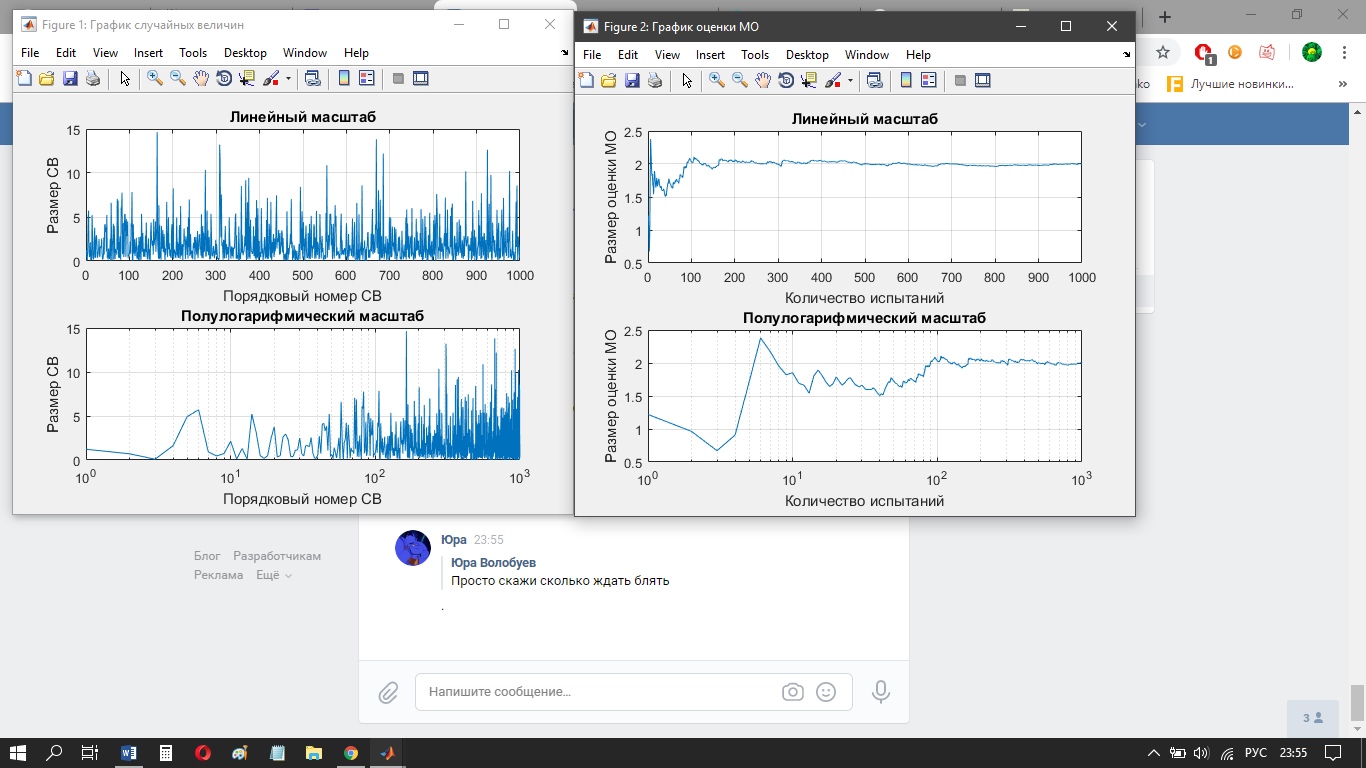 Figure 1: График случайных величин
File Edit View Insert Tools Desktop Window Help
Линейный масштаб
15
10
5
0
Размер СВ
0 100 200 300 400 500 600 700 800 900 1000
Порядковый номер СВ
Полулогарифмический масштаб
15
10
5
0
Размер СВ
10^0 10^1 10^2 10^3
Порядковый номер СВ
Figure 2: График оценки МО
File Edit View Insert Tools Desktop Window Help
Линейный масштаб
2.5
2
1.5
1
0.5
Размер оценки МО
0 100 200 300 400 500 600 700 800 900 1000
Количество испытаний
Полулогарифмический масштаб
2.5
2
1.5
1
0.5
Размер оценки МО
10^0 10^1 10^2 10^3
Количество испытаний
1
ko
F Лучшие новинки...
»
Блог Разработчикам
Реклама Ещё
Юра 23:55
Юра Волобуев
Просто скажи сколько ждать блять
.
Напишите сообщение...
3
РУС 23:55